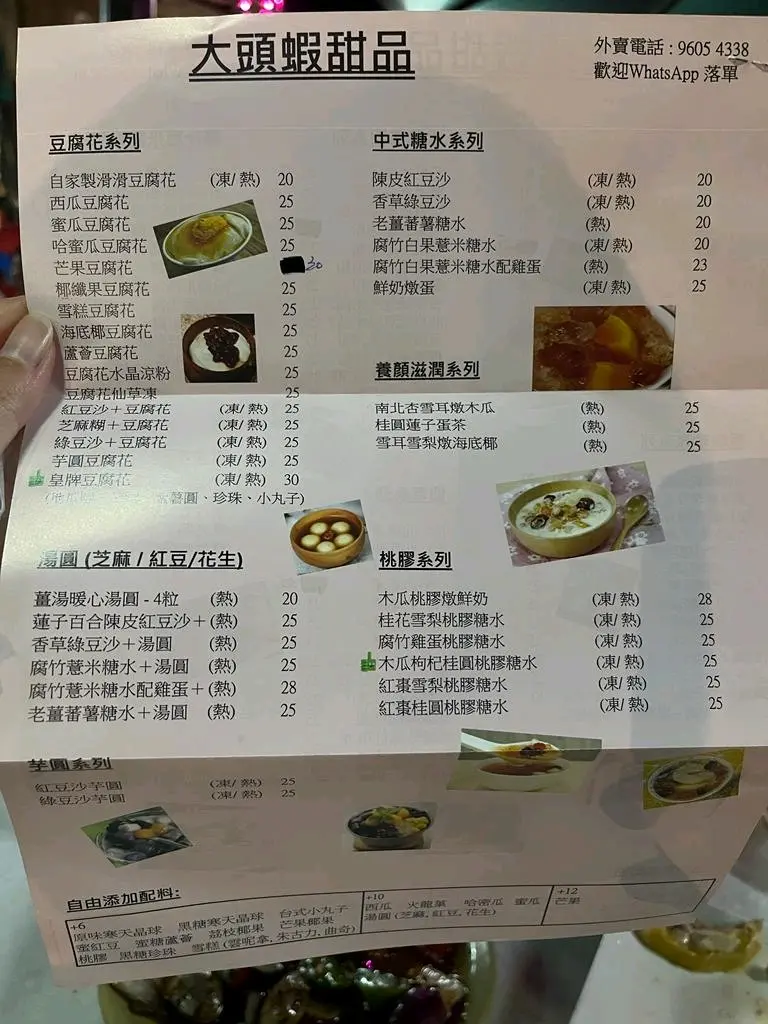 大頭蝦甜品
外賣電話 : 9605 4338
歡迎WhatsApp 落單
豆腐花系列
自家製滑滑豆腐花 (凍/ 熱) 20
西瓜豆腐花 25
蜜瓜豆腐花 25
哈蜜瓜豆腐花 25
芒果豆腐花 30
椰纖果豆腐花 25
雪糕豆腐花 25
海底椰豆腐花 25
蘆薈豆腐花 25
豆腐花水晶涼粉 25
豆腐花仙草凍 25
紅豆沙＋豆腐花 (凍/ 熱) 25
芝麻糊＋豆腐花 (凍/ 熱) 25
綠豆沙＋豆腐花 (凍/ 熱) 25
芋圓豆腐花 (凍/ 熱) 25
皇牌豆腐花 (凍/ 熱) 30
薯圓、珍珠、小丸子)
中式糖水系列
陳皮紅豆沙 (凍/ 熱) 20
香草綠豆沙 (凍/ 熱) 20
老薑蕃薯糖水 (熱) 20
腐竹白果薏米糖水 (凍/ 熱) 20
腐竹白果薏米糖水配雞蛋 (熱) 23
鮮奶燉蛋 (凍/ 熱) 25
養顏滋潤系列
南北杏雪耳燉木瓜 (熱) 25
桂圓蓮子蛋茶 (熱) 25
雪耳雪梨燉海底椰 (熱) 25
湯圓 (芝麻 / 紅豆/花生)
薑湯暖心湯圓 - 4粒 (熱) 20
蓮子百合陳皮紅豆沙＋(熱) 25
香草綠豆沙＋湯圓 (熱) 25
腐竹薏米糖水＋湯圓 (熱) 25
腐竹薏米糖水配雞蛋＋(熱) 28
老薑蕃薯糖水＋湯圓 (熱) 25
桃膠系列
木瓜桃膠燉鮮奶 (凍/ 熱) 28
桂花雪梨桃膠糖水 (凍/ 熱) 25
腐竹雞蛋桃膠糖水 (凍/ 熱) 25
木瓜枸杞桂圓桃膠糖水 (凍/ 熱) 25
紅棗雪梨桃膠糖水 (凍/ 熱) 25
紅棗桂圓桃膠糖水 (凍/ 熱) 25
芋圓系列
紅豆沙芋圓 (凍/ 熱) 25
綠豆沙芋圓 (凍/ 熱) 25
自由添加配料:
+6
原味寒天晶球 黑糖寒天晶球 台式小丸子
蜜紅豆 蜜糖蘆薈 荔枝椰果 芒果椰果
桃膠 黑糖珍珠 雪糕 (雲呢拿, 朱古力, 曲奇)
+10
西瓜 火龍菓 哈密瓜 蜜瓜
湯圓 (芝麻, 紅豆, 花生)
+12
芒果